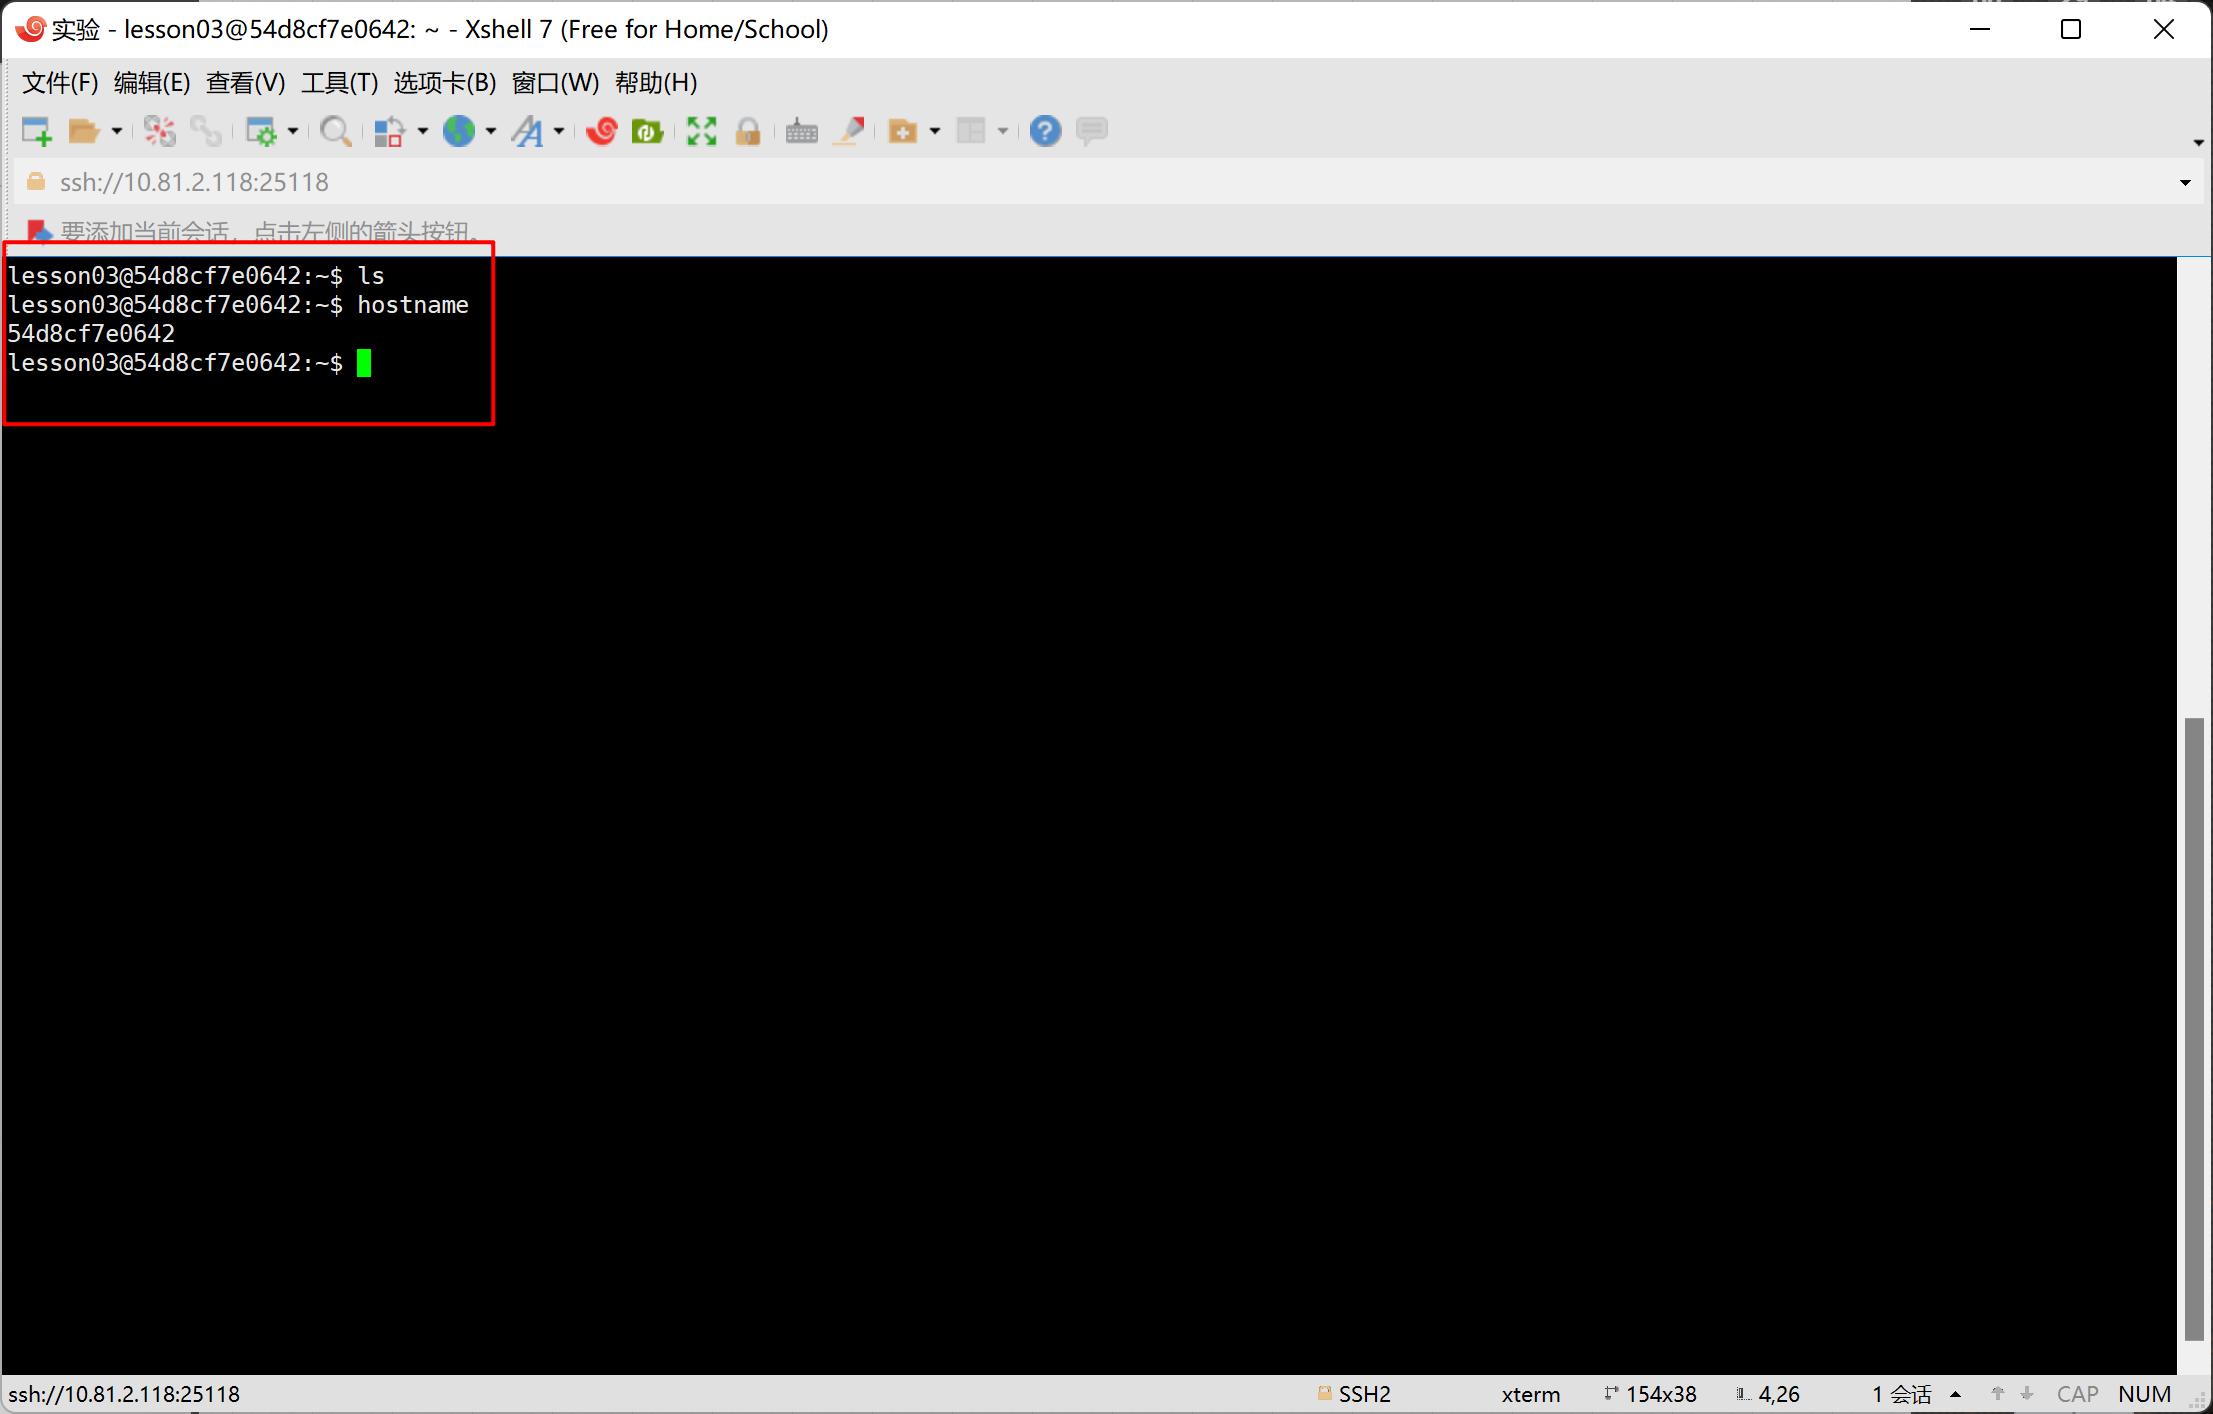 实验 - lesson03@54d8cf7e0642: ~ - Xshell 7 (Free for Home/School)
文件(F) 编辑(E) 查看(V) 工具(T) 选项卡(B) 窗口(W) 帮助(H)
ssh://10.81.2.118:25118
要添加当前会话，点击左侧的箭头按钮。
lesson03@54d8cf7e0642:~$ ls
lesson03@54d8cf7e0642:~$ hostname
54d8cf7e0642
lesson03@54d8cf7e0642:~$
ssh://10.81.2.118:25118 SSH2 xterm 154x38 4,26 1 会话 CAP NUM